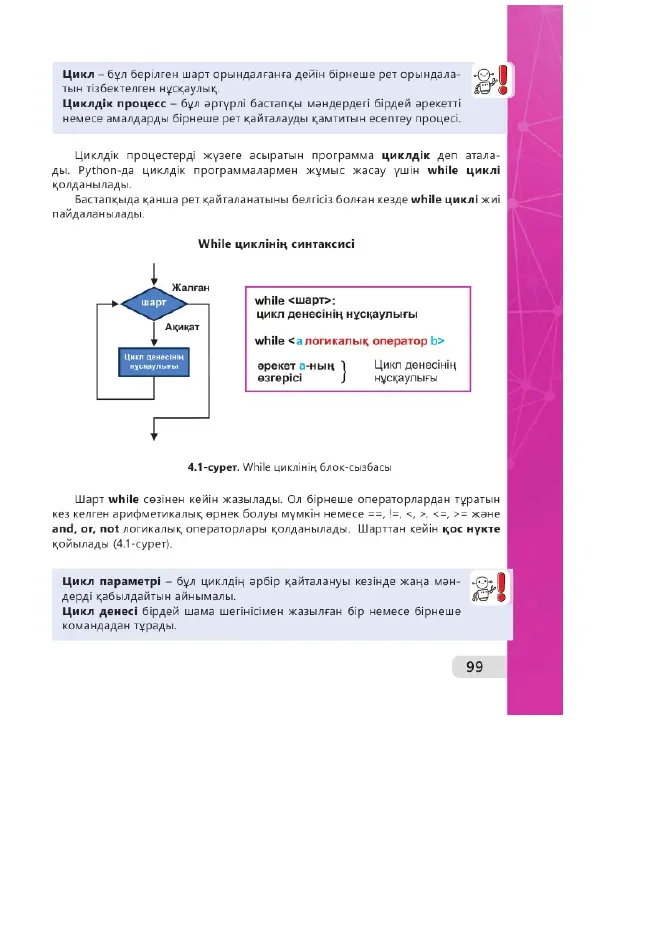 Цикл – бұл берілген шарт орындалғанға дейін бірнеше рет орындала-
тын тізбектелген нұсқаулық.
Циклдік процесс – бұл әртүрлі бастапқы мәндердегі бірдей әрекетті
немесе амалдарды бірнеше рет қайталауды қамтитын есептеу процесі.
Циклдік процестерді жүзеге асыратын программа циклдік деп атала-
ды. Python-да циклдік программалармен жұмыс жасау үшін while циклі
қолданылады.
Бастапқыда қанша рет қайталанатыны белгісіз болған кезде while циклі жиі
пайдаланылады.
While циклінің синтаксисі
Жалған
шарт
Ақиқат
Цикл денесінің
нұсқаулығы
while <шарт>:
цикл денесінің нұсқаулығы
while <a логикалық оператор b>
әрекет а-ның
өзгерісі
Цикл денесінің
нұсқаулығы
4.1-сурет. While циклінің блок-сызбасы
Шарт while сөзінен кейін жазылады. Ол бірнеше операторлардан тұратын
кез келген арифметикалық өрнек болуы мүмкін немесе ==, !=, <, >, <=, >= және
and, or, not логикалық операторлары қолданылады. Шарттан кейін қос нүкте
қойылады (4.1-сурет).
Цикл параметрі – бұл циклдің әрбір қайталануы кезінде жаңа мән-
дерді қабылдайтын айнымалы.
Цикл денесі бірдей шама шегінісімен жазылған бір немесе бірнеше
командадан тұрады.
99